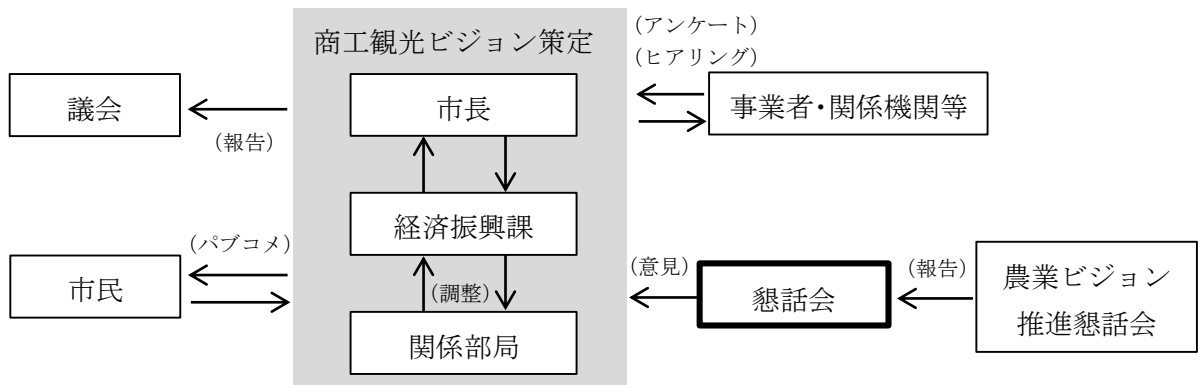 商工観光ビジョン策定
(アンケート)
(ヒアリング)
議会
(報告)
市長
事業者・関係機関等
経済振興課
(パブコメ)
市民
(調整)
関係部局
(意見)
懇話会
(報告)
農業ビジョン
推進懇話会